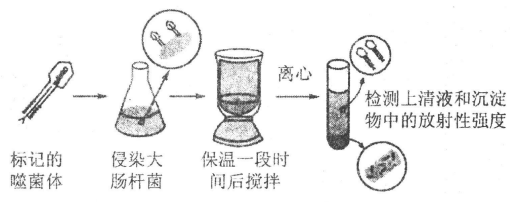 离心
检测上清液和沉淀
物中的放射性强度
标记的
噬菌体
侵染大
肠杆菌
保温一段时
间后搅拌